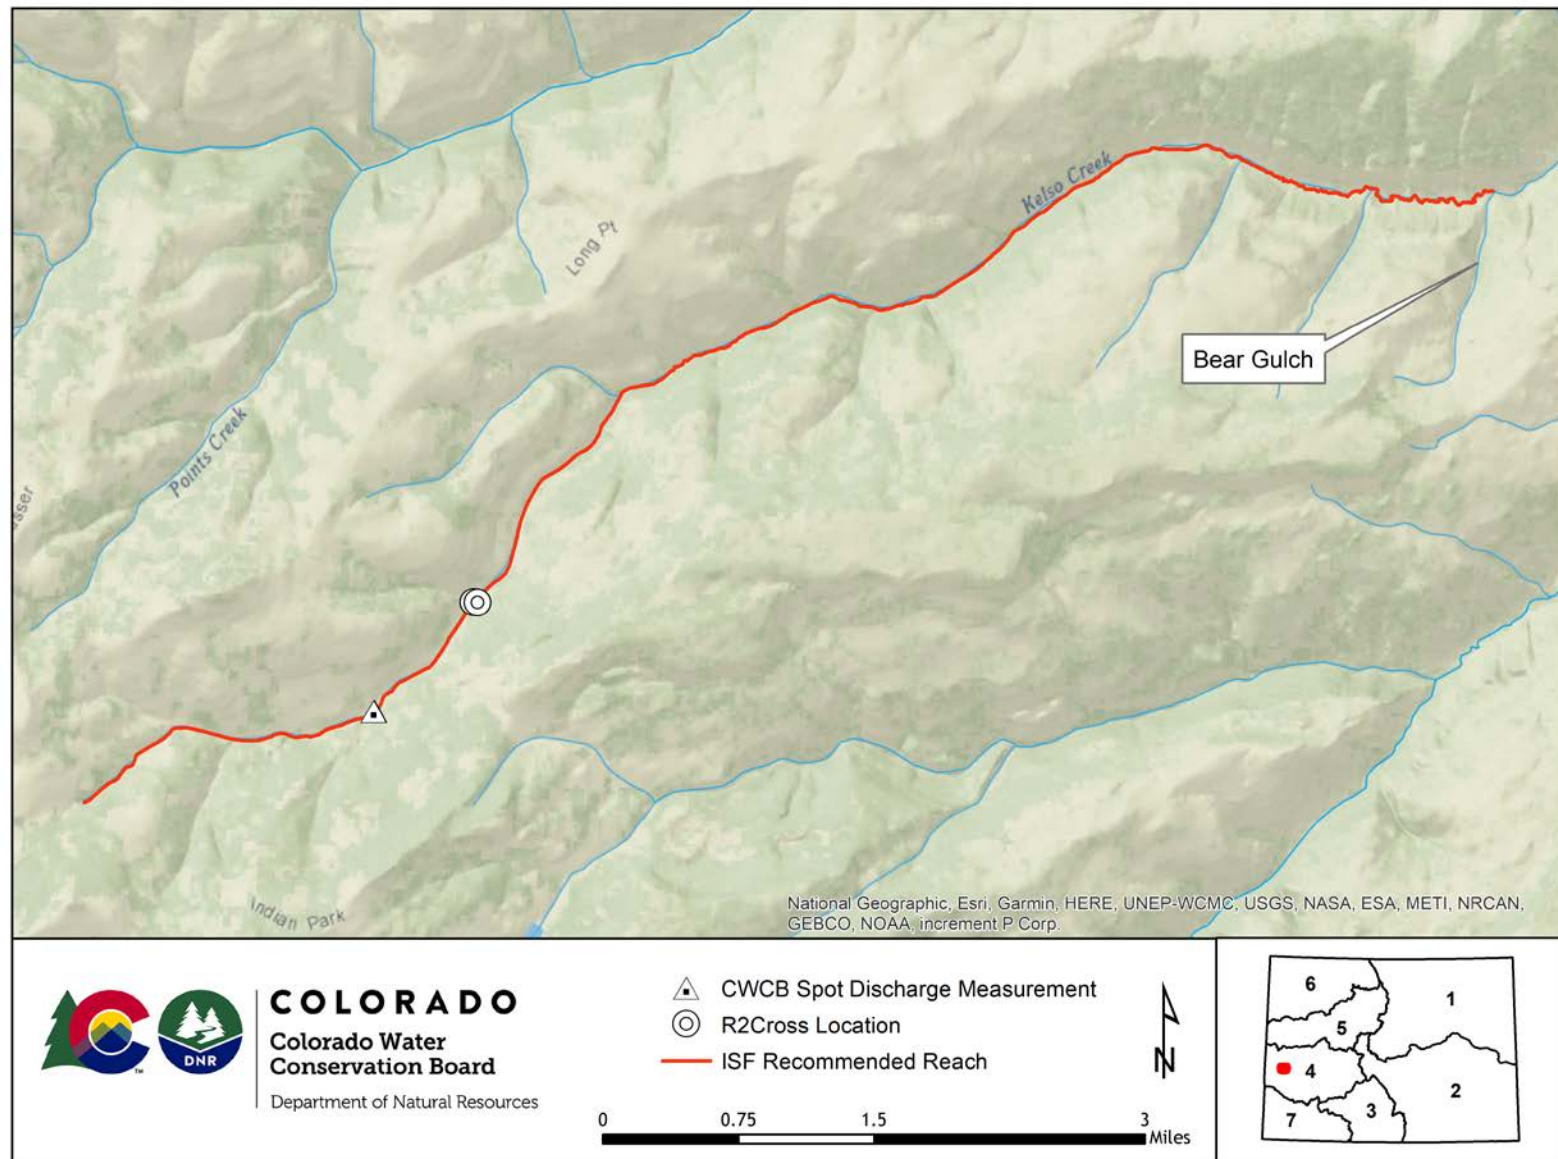 Kelso Creek
Long Pt
Bear Gulch
Points Creek
sser
Indian Park
National Geographic, Esri, Garmin, HERE, UNEP-WCMC, USGS, NASA, ESA, METI, NRCAN,
GEBCO, NOAA, increment P Corp.
COLORADO
Colorado Water
Conservation Board
Department of Natural Resources
DNR
TM
CWCB Spot Discharge Measurement
R2Cross Location
ISF Recommended Reach
N
0 0.75 1.5 3
Miles
6
1
5
4
2
3
7